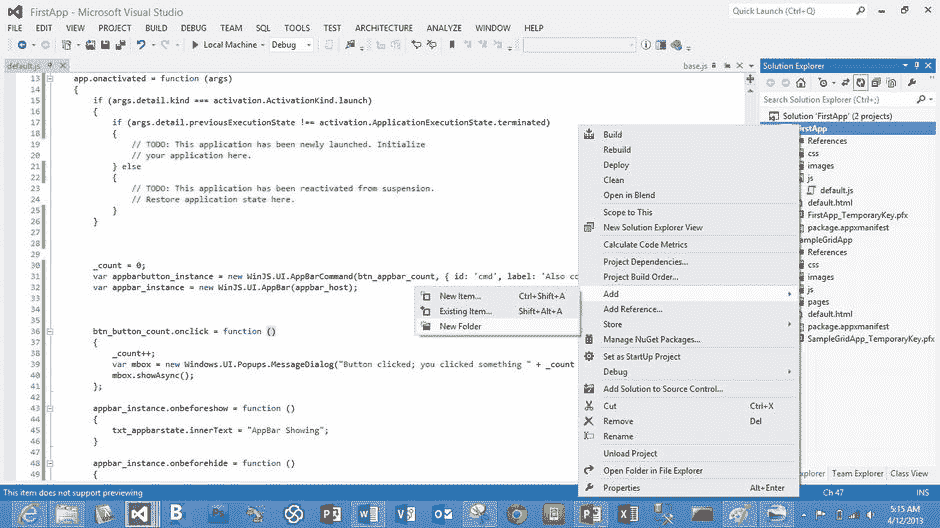 FirstApp - Microsoft Visual Studio
Quick Launch (Ctrl+Q)
FILE EDIT VIEW PROJECT BUILD DEBUG TEAM SQL TOOLS TEST ARCHITECTURE ANALYZE WINDOW HELP
Local Machine Debug
default.js
base.js
13 app.onactivated = function (args)
14 {
15 if (args.detail.kind === activation.ActivationKind.launch)
16 {
17 if (args.detail.previousExecutionState !== activation.ApplicationExecutionState.terminated)
18 {
19 // TODO: This application has been newly launched. Initialize
20 // your application here.
21 } else
22 {
23 // TODO: This application has been reactivated from suspension.
24 // Restore application state here.
25 }
26 }
27
28
29
30 _count = 0;
31 var appbarbutton_instance = new WinJS.UI.AppBarCommand(btn_appbar_count, { id: 'cmd', label: 'Also co
32 var appbar_instance = new WinJS.UI.AppBar(appbar_host);
33
34
35
36 btn_button_count.onclick = function ()
37 {
38 _count++;
39 var mbox = new Windows.UI.Popups.MessageDialog("Button clicked; you clicked something " + _count
40 mbox.showAsync();
41 };
42
43 appbar_instance.onbeforeshow = function ()
44 {
45 txt_appbarstate.innerText = "AppBar Showing";
46 }
47
48 appbar_instance.onbeforehide = function ()
49 {
New Item... Ctrl+Shift+A
Existing Item... Shift+Alt+A
New Folder
Build
Rebuild
Deploy
Clean
Open in Blend
Scope to This
New Solution Explorer View
Calculate Code Metrics
Project Dependencies...
Project Build Order...
Add
Add Reference...
Store
Manage NuGet Packages...
Set as StartUp Project
Debug
Add Solution to Source Control...
Cut Ctrl+X
Remove Del
Rename
Unload Project
Open Folder in File Explorer
Properties Alt+Enter
Solution Explorer
Search Solution Explorer (Ctrl+;)
Solution 'FirstApp' (2 projects)
FirstApp
References
css
images
js
default.js
default.html
FirstApp_TemporaryKey.pfx
package.appxmanifest
SampleGridApp
References
css
images
js
pages
default.html
package.appxmanifest
SampleGridApp_TemporaryKey.pfx
Explorer Team Explorer Class View
This item does not support previewing
Ch 47 INS
5:15 AM
4/12/2013